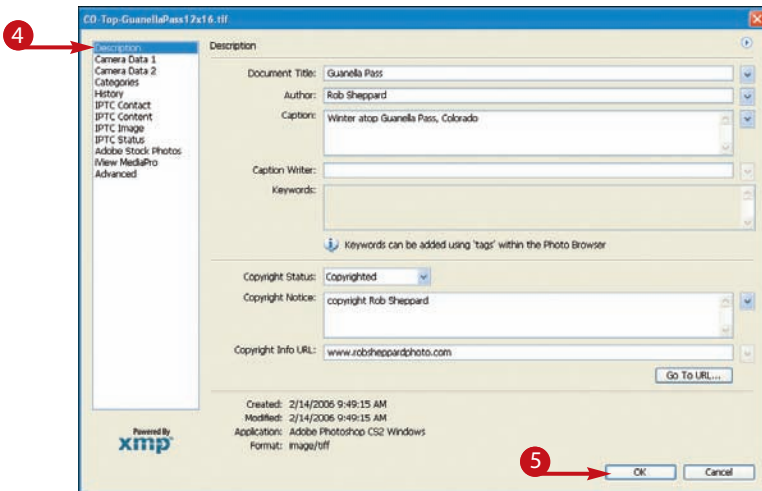 CO-Top-GuanellaPass12x16.tif
4
Description
Camera Data 1
Camera Data 2
Categories
History
IPTC Contact
IPTC Content
IPTC Image
IPTC Status
Adobe Stock Photos
iView MediaPro
Advanced
Powered By
xmp
Description
Document Title: Guanella Pass
Author: Rob Sheppard
Caption: Winter atop Guanella Pass, Colorado
Caption Writer:
Keywords:
Keywords can be added using 'tags' within the Photo Browser
Copyright Status: Copyrighted
Copyright Notice: copyright Rob Sheppard
Copyright Info URL: www.robsheppardphoto.com
Go To URL...
Created: 2/14/2006 9:49:15 AM
Modified: 2/14/2006 9:49:15 AM
Application: Adobe Photoshop CS2 Windows
Format: image/tiff
5
OK Cancel